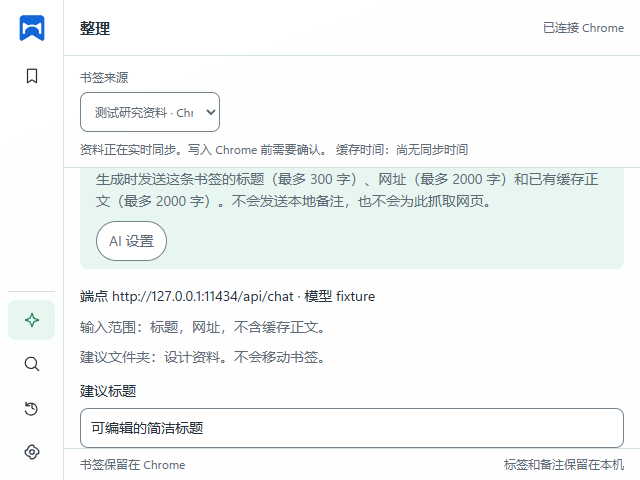 整理
已连接 Chrome
书签来源
测试研究资料 · Chr
资料正在实时同步。写入 Chrome 前需要确认。 缓存时间：尚无同步时间
生成时发送这条书签的标题（最多 300 字）、网址（最多 2000 字）和已有缓存正
文（最多 2000 字）。不会发送本地备注，也不会为此抓取网页。
AI 设置
端点 http://127.0.0.1:11434/api/chat · 模型 fixture
输入范围：标题，网址，不含缓存正文。
建议文件夹：设计资料。不会移动书签。
建议标题
可编辑的简洁标题
书签保留在 Chrome
标签和备注保留在本机